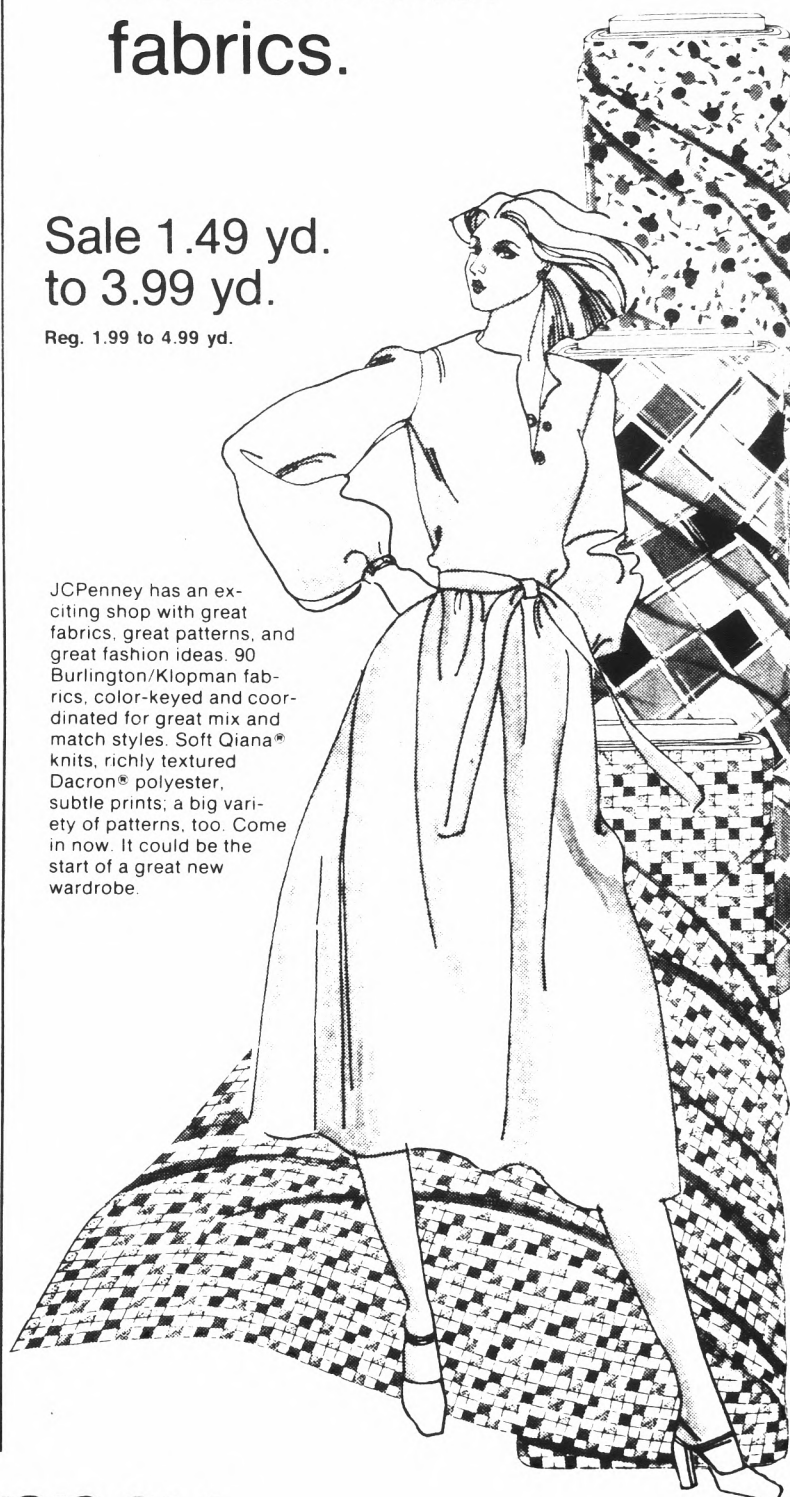 fabrics.
Sale 1.49 yd.
to 3.99 yd.
Reg. 1.99 to 4.99 yd.
JCPenney has an ex-
citing shop with great
fabrics, great patterns, and
great fashion ideas. 90
Burlington/Klopman fab-
rics, color-keyed and coor-
dinated for great mix and
match styles. Soft Qiana®
knits, richly textured
Dacron® polyester,
subtle prints; a big vari-
ety of patterns, too. Come
in now. It could be the
start of a great new
wardrobe.